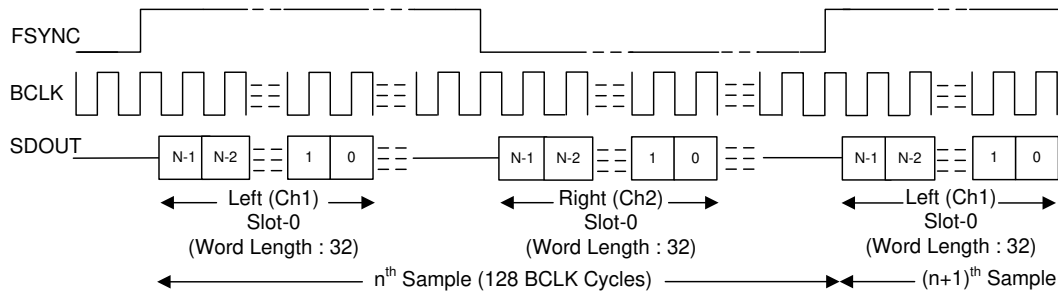 FSYNC
BCLK
SDOUT
N-1 N-2 1 0 N-1 N-2 1 0 N-1 N-2 1 0
Left (Ch1) Right (Ch2) Left (Ch1)
Slot-0 Slot-0 Slot-0
(Word Length : 32) (Word Length : 32) (Word Length : 32)
nth Sample (128 BCLK Cycles) (n+1)th Sample